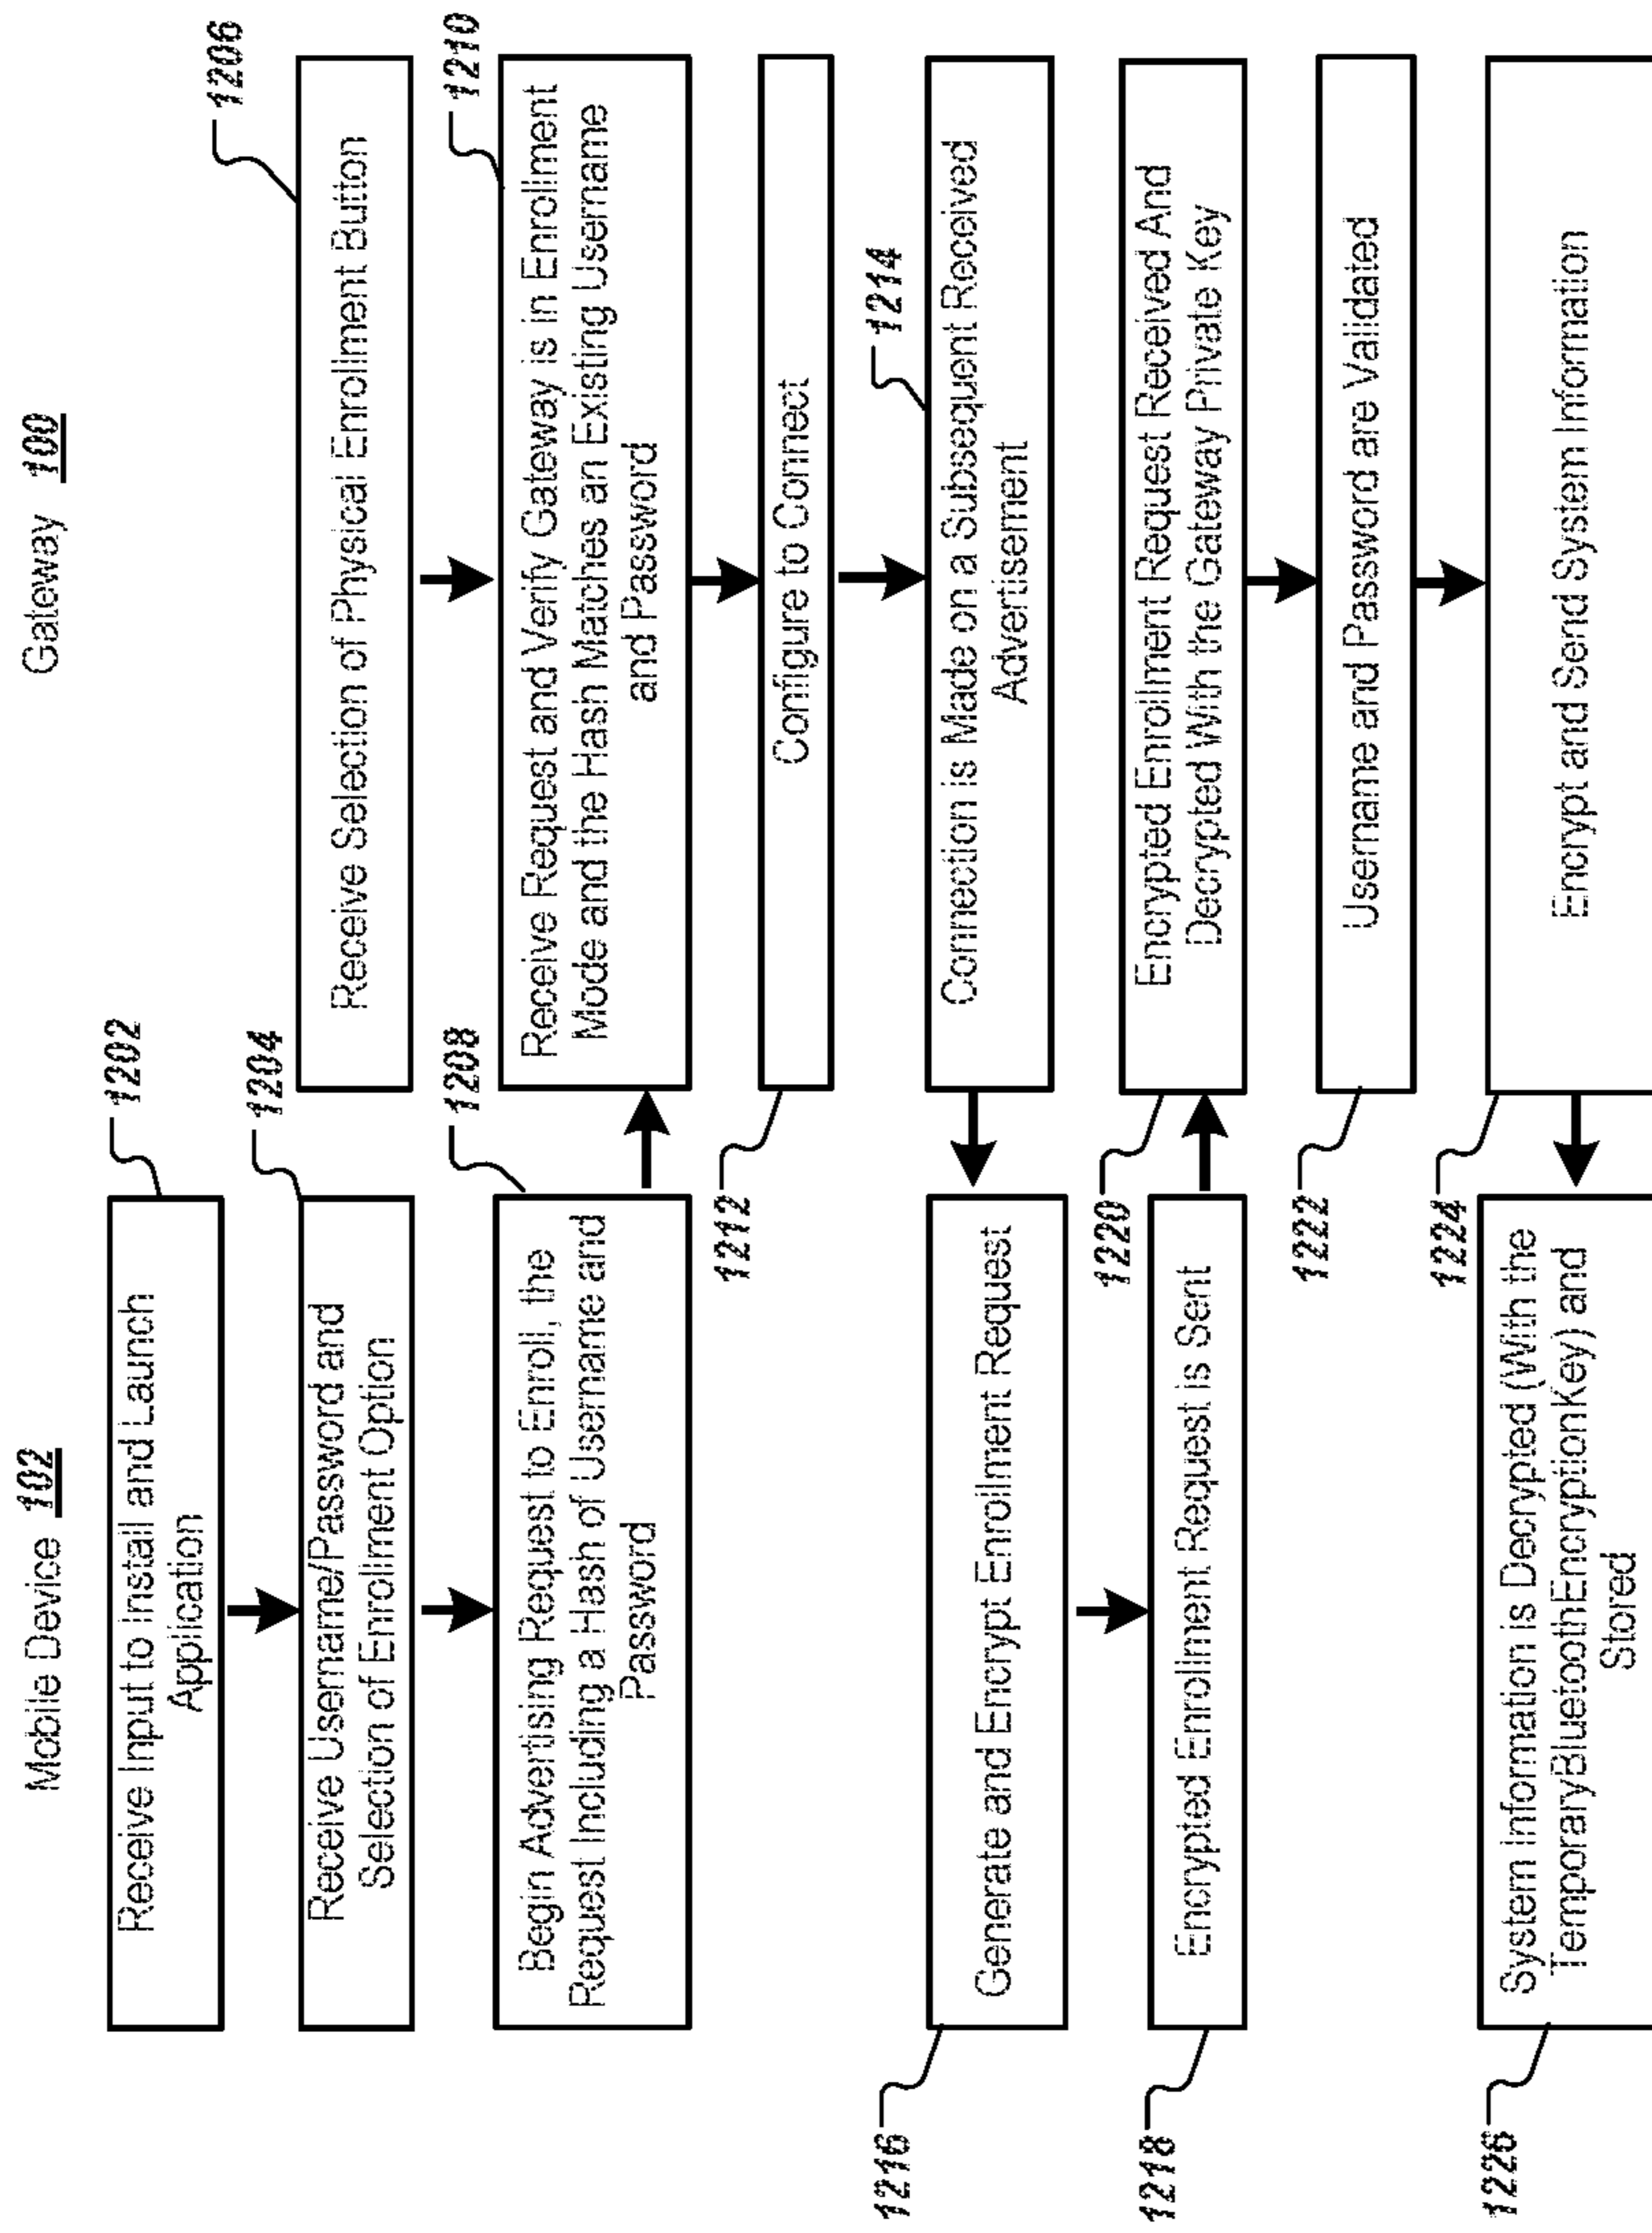 Mobile Device 102
Gateway 100
1202
Receive Input to Install and Launch
Application
1204
Receive Username/Password and
Selection of Enrollment Option
1206
Receive Selection of Physical Enrollment Button
1208
Begin Advertising Request to Enroll, the
Request Including a Hash of Username and
Password
1210
Receive Request and Verify Gateway is in Enrollment
Mode and the Hash Matches an Existing Username
and Password
1212
Configure to Connect
1214
Connection is Made on a Subsequent Received
Advertisement
1216
Generate and Encrypt Enrollment Request
1218
Encrypted Enrollment Request is Sent
1220
Encrypted Enrollment Request Received And
Decrypted With the Gateway Private Key
1222
Username and Password are Validated
1224
Encrypt and Send System Information
1226
System Information is Decrypted (With the
TemporaryBluetoothEncryptionKey) and
Stored